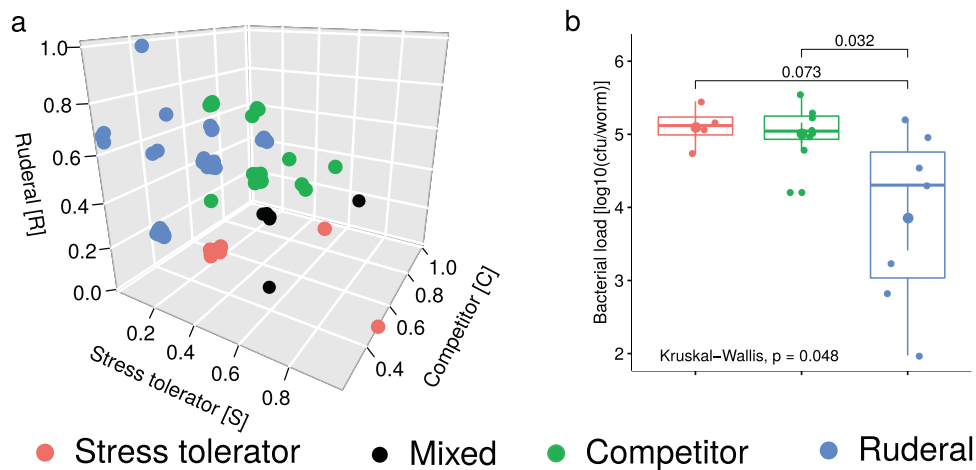 a
1.0
0.8
0.6
0.4
0.2
0.0
Ruderal [R]
0.2
0.4
0.6
0.8
Stress tolerator [S]
0.4
0.6
0.8
1.0
Competitor [C]
b
0.032
0.073
6
5
4
3
2
Bacterial load [log10(cfu/worm)]
Kruskal−Wallis, p = 0.048
Stress tolerator
Mixed
Competitor
Ruderal